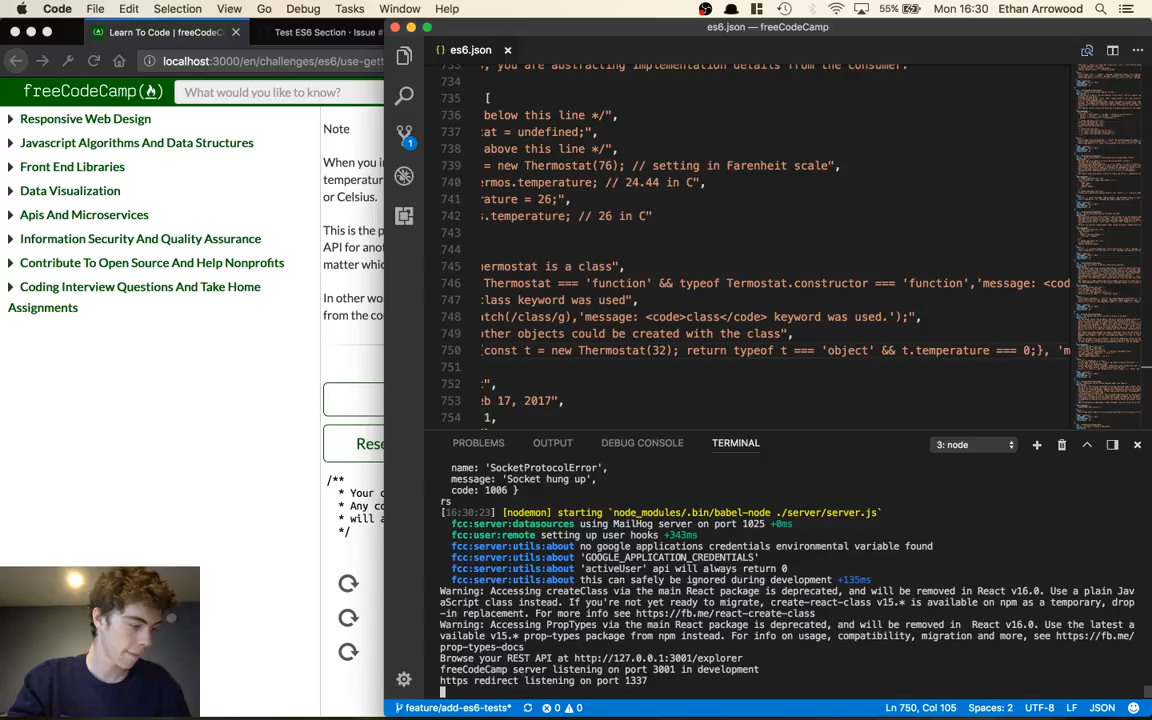 Code File Edit Selection View Go Debug Tasks Window Help 55% Mon 16:30 Ethan Arrowood
Learn To Code | freeCodeC
Test ES6 Section · Issue #
localhost:3000/en/challenges/es6/use-gett
freeCodeCamp
What would you like to know?
Responsive Web Design
Javascript Algorithms And Data Structures
Front End Libraries
Data Visualization
Apis And Microservices
Information Security And Quality Assurance
Contribute To Open Source And Help Nonprofits
Coding Interview Questions And Take Home
Assignments
Note
When you i
temperature
or Celsius.
This is the p
API for ano
matter whic
In other wo
from the co
Rese
/**
* Your c
* Any co
* will a
*/
es6.json — freeCodeCamp
{} es6.json
1
733 n, you are abstracting implementation details from the consumer.
734
735 [
736 below this line */",
737 tat = undefined;",
738 above this line */",
739 = new Thermostat(76); // setting in Farenheit scale",
740 ermos.temperature; // 24.44 in C",
741 rature = 26;",
742 s.temperature; // 26 in C"
743
744
745 hermostat is a class",
746 Thermostat === 'function' && typeof Termostat.constructor === 'function','message: <cod
747 class keyword was used",
748 atch(/class/g),'message: <code>class</code> keyword was used.');",
749 other objects could be created with the class",
750 {const t = new Thermostat(32); return typeof t === 'object' && t.temperature === 0;}, 'm
751
752 t",
753 eb 17, 2017",
754 1,
PROBLEMS OUTPUT DEBUG CONSOLE TERMINAL 3: node
name: 'SocketProtocolError',
message: 'Socket hung up',
code: 1006 }
rs
[16:30:23] [nodemon] starting `node_modules/.bin/babel-node ./server/server.js`
fcc:server:datasources using MailHog server on port 1025 +0ms
fcc:user:remote setting up user hooks +343ms
fcc:server:utils:about no google applications credentials environmental variable found
fcc:server:utils:about 'GOOGLE_APPLICATION_CREDENTIALS'
fcc:server:utils:about 'activeUser' api will always return 0
fcc:server:utils:about this can safely be ignored during development +135ms
Warning: Accessing createClass via the main React package is deprecated, and will be removed in React v16.0. Use a plain Jav
aScript class instead. If you're not yet ready to migrate, create-react-class v15.* is available on npm as a temporary, drop
-in replacement. For more info see https://fb.me/react-create-class
Warning: Accessing PropTypes via the main React package is deprecated, and will be removed in  React v16.0. Use the latest a
vailable v15.* prop-types package from npm instead. For info on usage, compatibility, migration and more, see https://fb.me/
prop-types-docs
Browse your REST API at http://127.0.0.1:3001/explorer
freeCodeCamp server listening on port 3001 in development
https redirect listening on port 1337
feature/add-es6-tests* 0 0 Ln 750, Col 105 Spaces: 2 UTF-8 LF JSON